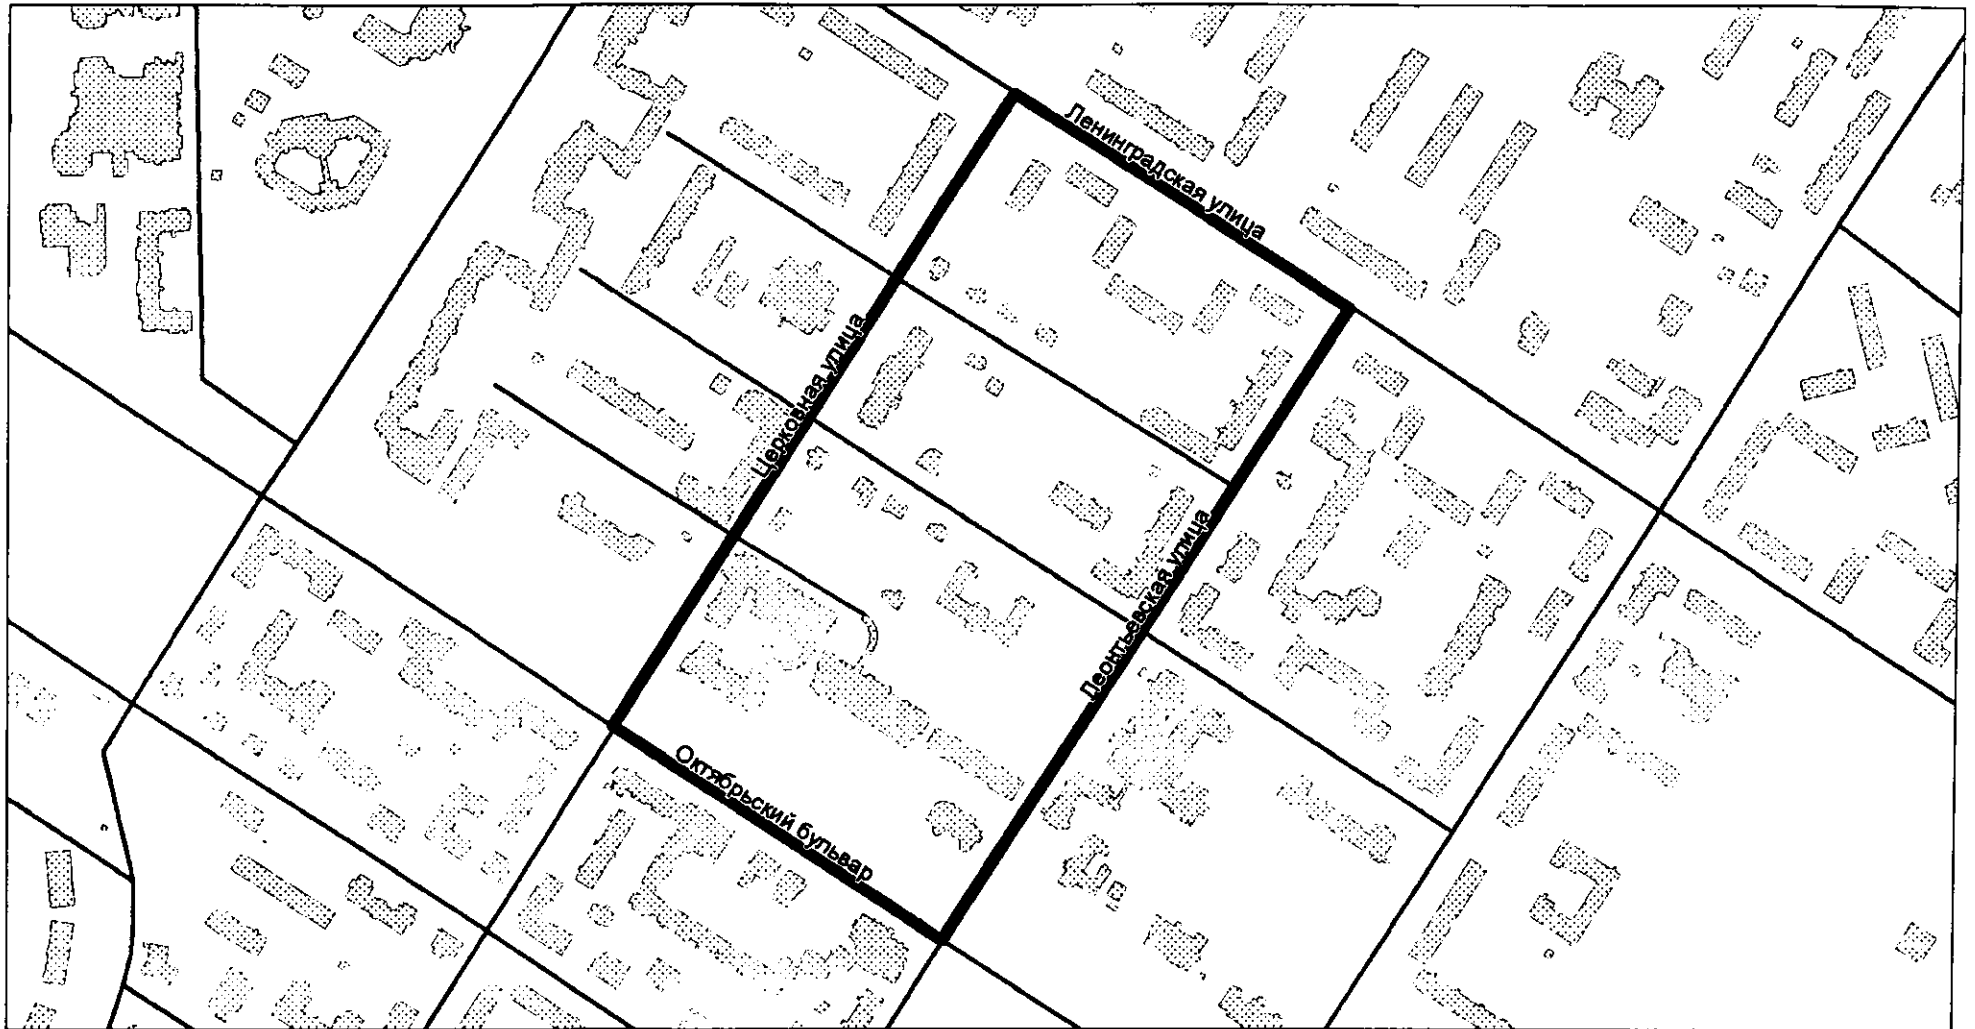 Ленинградская улица
Церковная улица
Леонтьевская улица
Октябрьский бульвар